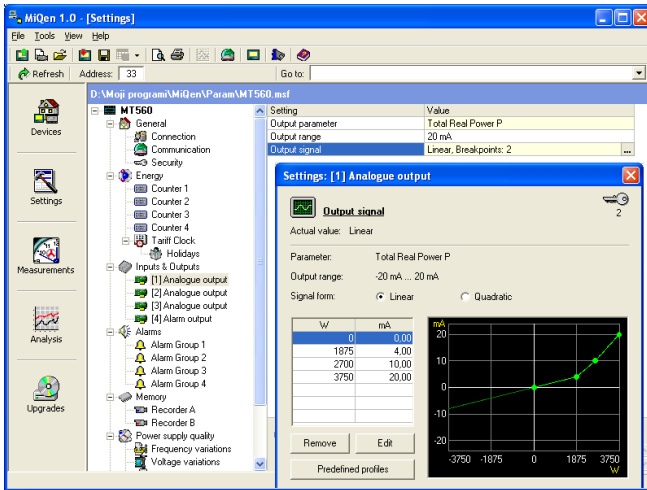 MiQen 1.0 - [Settings]
File Tools View Help
Refresh Address: 33 Go to:
D:\Moji programi\MiQen\Param\MT560.msf
Devices
Settings
Measurements
Analysis
Upgrades
MT560
General
Connection
Communication
Security
Energy
Counter 1
Counter 2
Counter 3
Counter 4
Tariff Clock
Holidays
Inputs & Outputs
[1] Analogue output
[2] Analogue output
[3] Analogue output
[4] Alarm output
Alarms
Alarm Group 1
Alarm Group 2
Alarm Group 3
Alarm Group 4
Memory
Recorder A
Recorder B
Power supply quality
Frequency variations
Voltage variations
Setting Value
Output parameter Total Real Power P
Output range 20 mA
Output signal Linear, Breakpoints: 2 ...
Settings: [1] Analogue output
Output signal
2
Actual value: Linear
Parameter: Total Real Power P
Output range: -20 mA ... 20 mA
Signal form: Linear Quadratic
W mA
0 0,00
1875 4,00
2700 10,00
3750 20,00
Remove Edit
Predefined profiles
mA
20
10
0
-10
-20
-3750 -1875 0 1875 3750
W